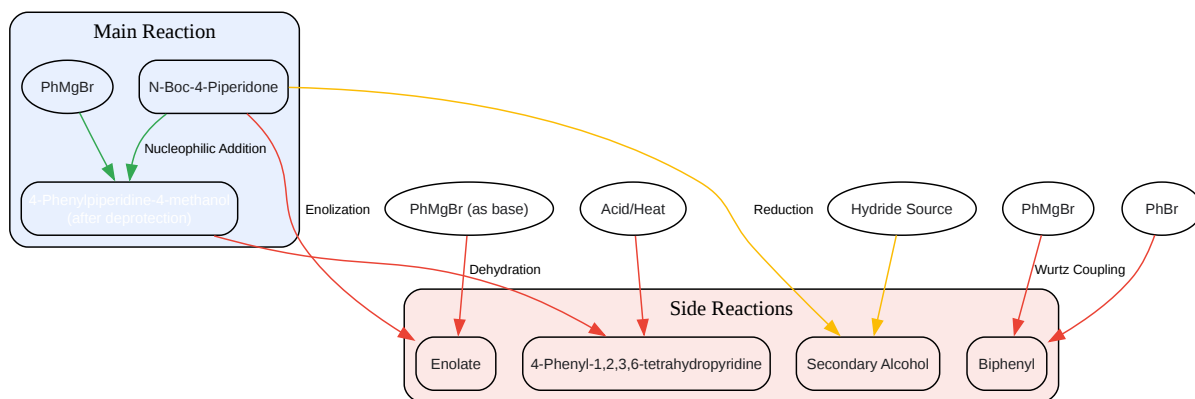 Main Reaction
PhMgBr
N-Boc-4-Piperidone
Nucleophilic Addition
4-Phenylpiperidine-4-methanol
(after deprotection)
Enolization
PhMgBr (as base)
Acid/Heat
Reduction
Hydride Source
PhMgBr
PhBr
Dehydration
Wurtz Coupling
Side Reactions
Enolate
4-Phenyl-1,2,3,6-tetrahydropyridine
Secondary Alcohol
Biphenyl